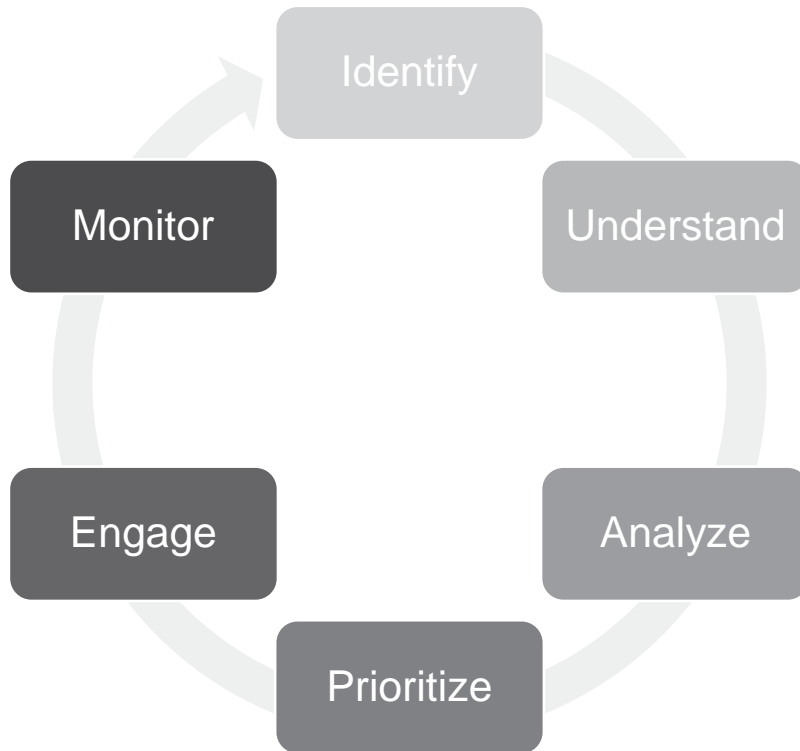 Identify
Understand
Analyze
Prioritize
Engage
Monitor